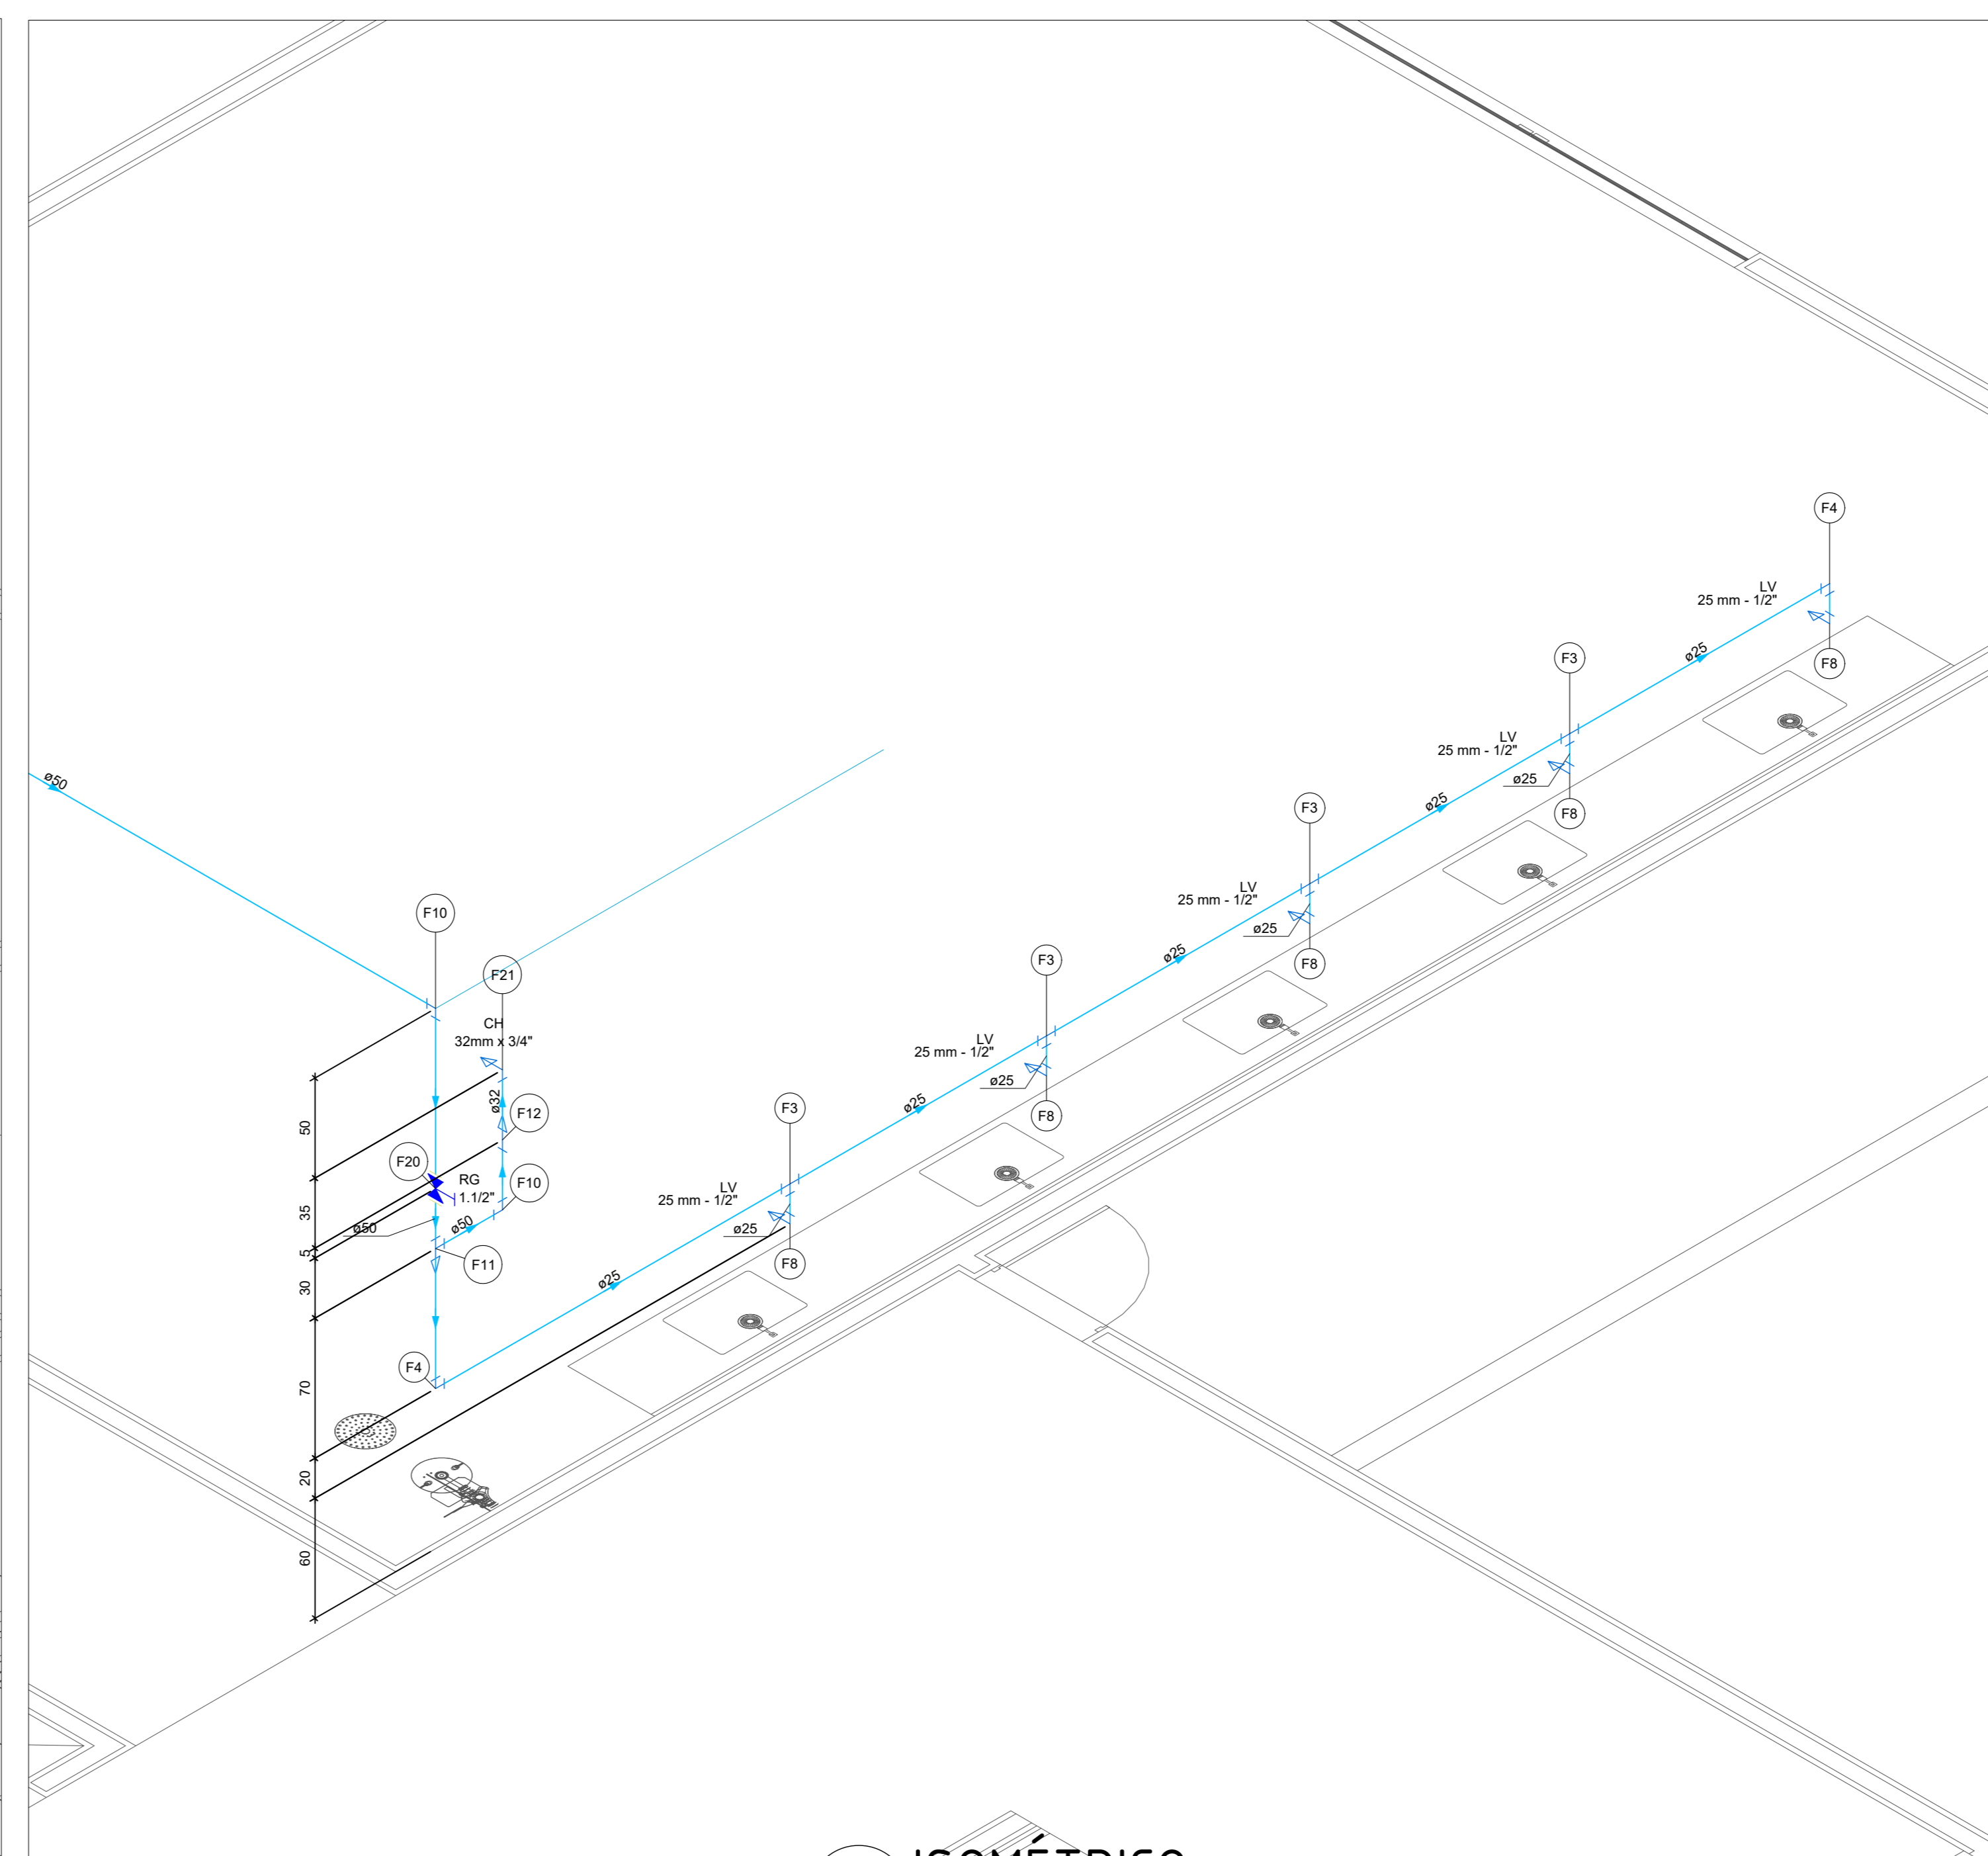 F4
LV
25 mm - 1/2"
ø25
F8
F3
LV
25 mm - 1/2"
ø25
ø25
F8
F3
LV
25 mm - 1/2"
ø25
ø25
F8
F3
LV
25 mm - 1/2"
ø25
ø25
F8
F3
LV
25 mm - 1/2"
ø25
ø25
F8
ø50
F10
F21
CH
32mm x 3/4"
ø32
F12
F20
RG
1.1/2"
F10
ø50
ø50
F11
F4
50
35
5
30
70
20
60
ISOMÉTRICO